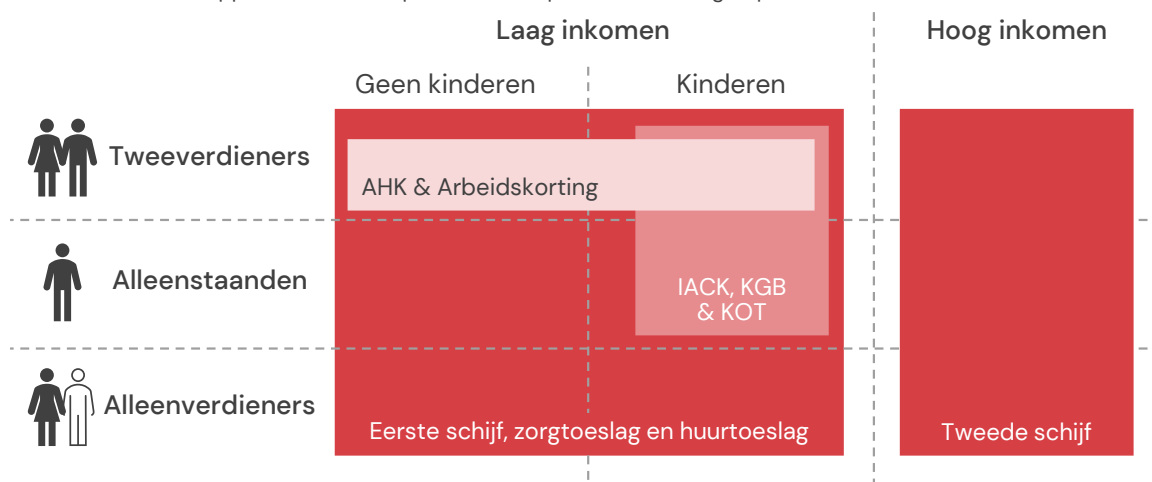 Laag inkomen
Hoog inkomen
Geen kinderen
Kinderen
Tweeverdieners
AHK & Arbeidskorting
Alleenstaanden
IACK, KGB
& KOT
Alleenverdieners
Eerste schijf, zorgtoeslag en huurtoeslag
Tweede schijf